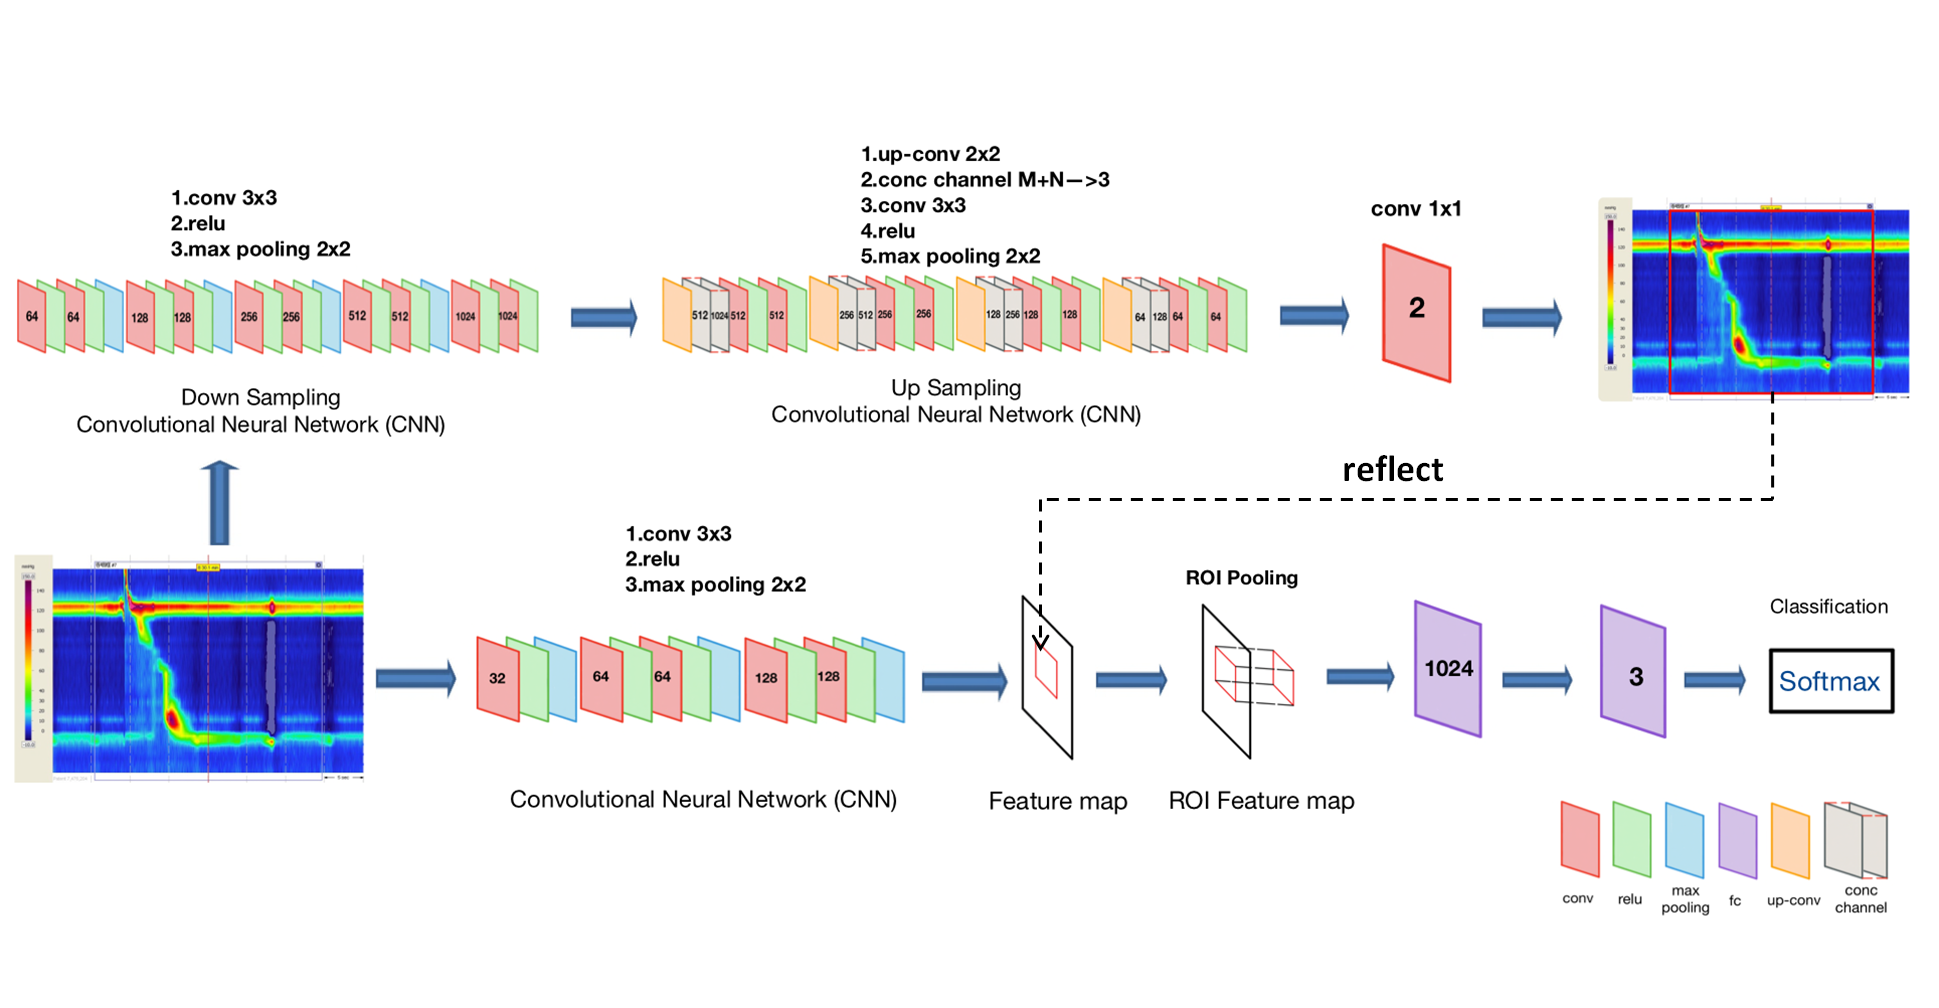 1.up-conv 2x2
2.conc channel M+N—>3
3.conv 3x3
4.relu
5.max pooling 2x2
1.conv 3x3
2.relu
3.max pooling 2x2
conv 1x1
64 64 128 128 256 256 512 512 1024 1024
512 1024 512 512 256 512 256 256 128 256 128 128 64 128 64 64
2
Down Sampling
Convolutional Neural Network (CNN)
Up Sampling
Convolutional Neural Network (CNN)
reflect
1.conv 3x3
2.relu
3.max pooling 2x2
ROI Pooling
Classification
32 64 64 128 128
1024
3
Softmax
Convolutional Neural Network (CNN)
Feature map
ROI Feature map
conv
relu
max
pooling
fc
up-conv
conc
channel